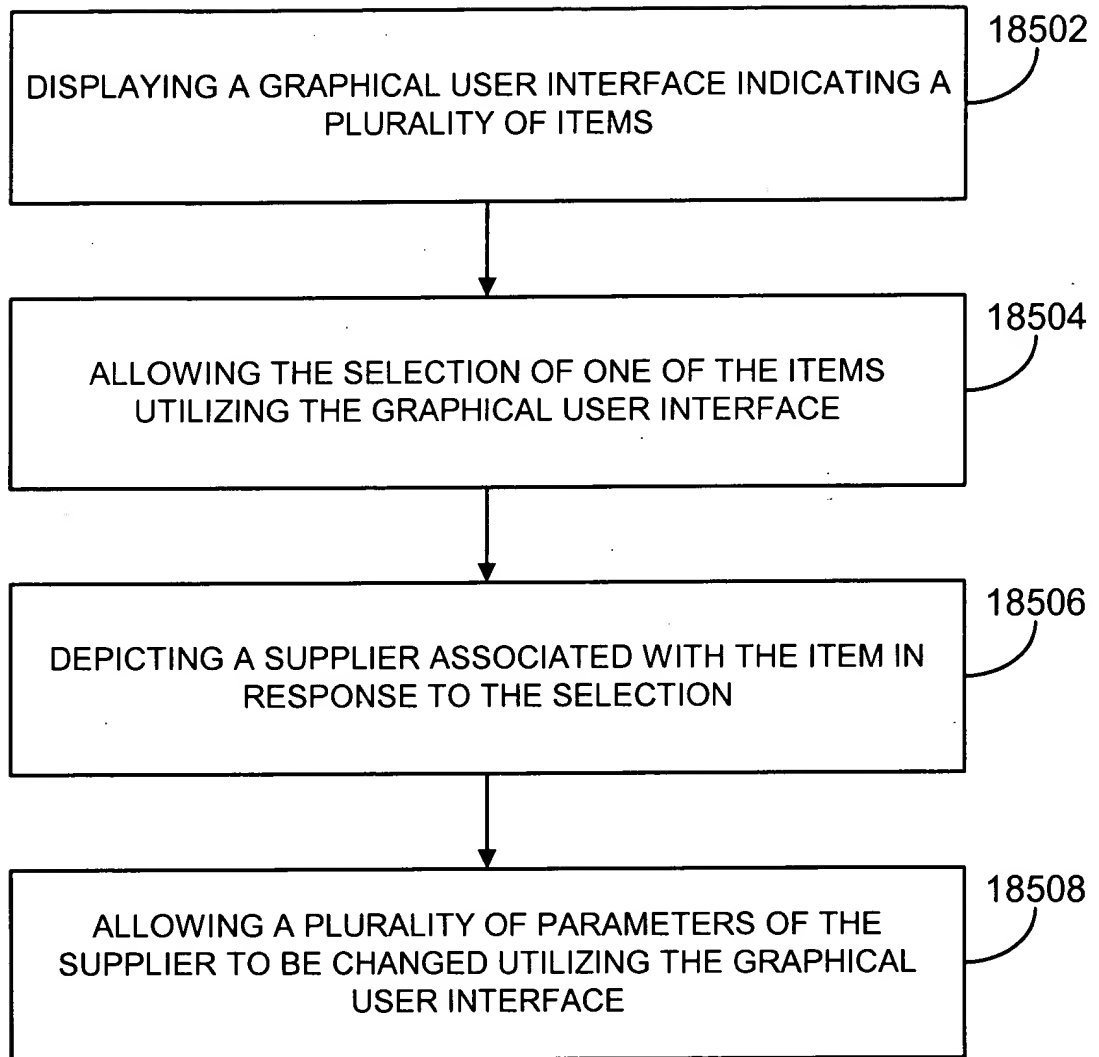 18502
DISPLAYING A GRAPHICAL USER INTERFACE INDICATING A
PLURALITY OF ITEMS
18504
ALLOWING THE SELECTION OF ONE OF THE ITEMS
UTILIZING THE GRAPHICAL USER INTERFACE
18506
DEPICTING A SUPPLIER ASSOCIATED WITH THE ITEM IN
RESPONSE TO THE SELECTION
18508
ALLOWING A PLURALITY OF PARAMETERS OF THE
SUPPLIER TO BE CHANGED UTILIZING THE GRAPHICAL
USER INTERFACE